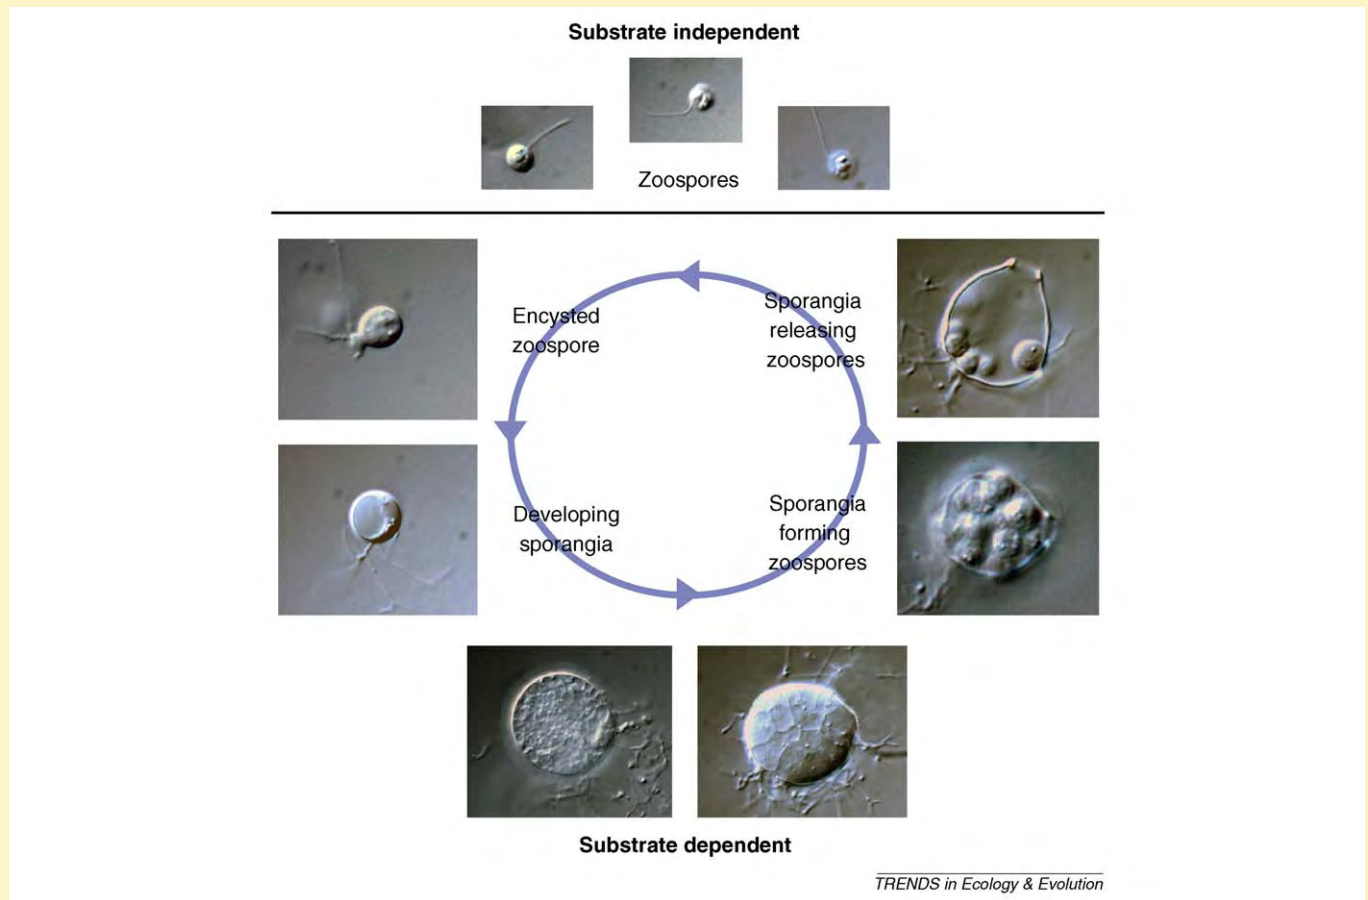 Substrate independent
Zoospores
Encysted
zoospore
Sporangia
releasing
zoospores
Developing
sporangia
Sporangia
forming
zoospores
Substrate dependent
TRENDS in Ecology & Evolution